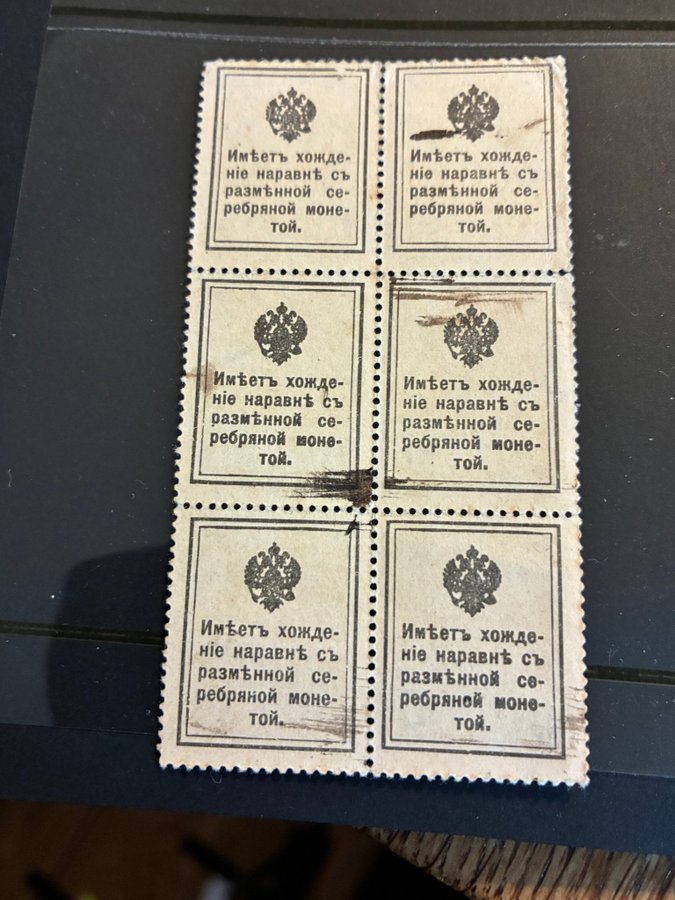 Имѣетъ хожде-
ніе наравнѣ съ
размѣнной се-
ребряной моне-
той.
Имѣетъ хожде-
ніе наравнѣ съ
размѣнной се-
ребряной моне-
той.
Имѣетъ хожде-
ніе наравнѣ съ
размѣнной се-
ребряной моне-
той.
Имѣетъ хожде-
ніе наравнѣ съ
размѣнной се-
ребряной моне-
той.
Имѣетъ хожде-
ніе наравнѣ съ
размѣнной се-
ребряной моне-
той.
Имѣетъ хожде-
ніе наравнѣ съ
размѣнной се-
ребряной моне-
той.